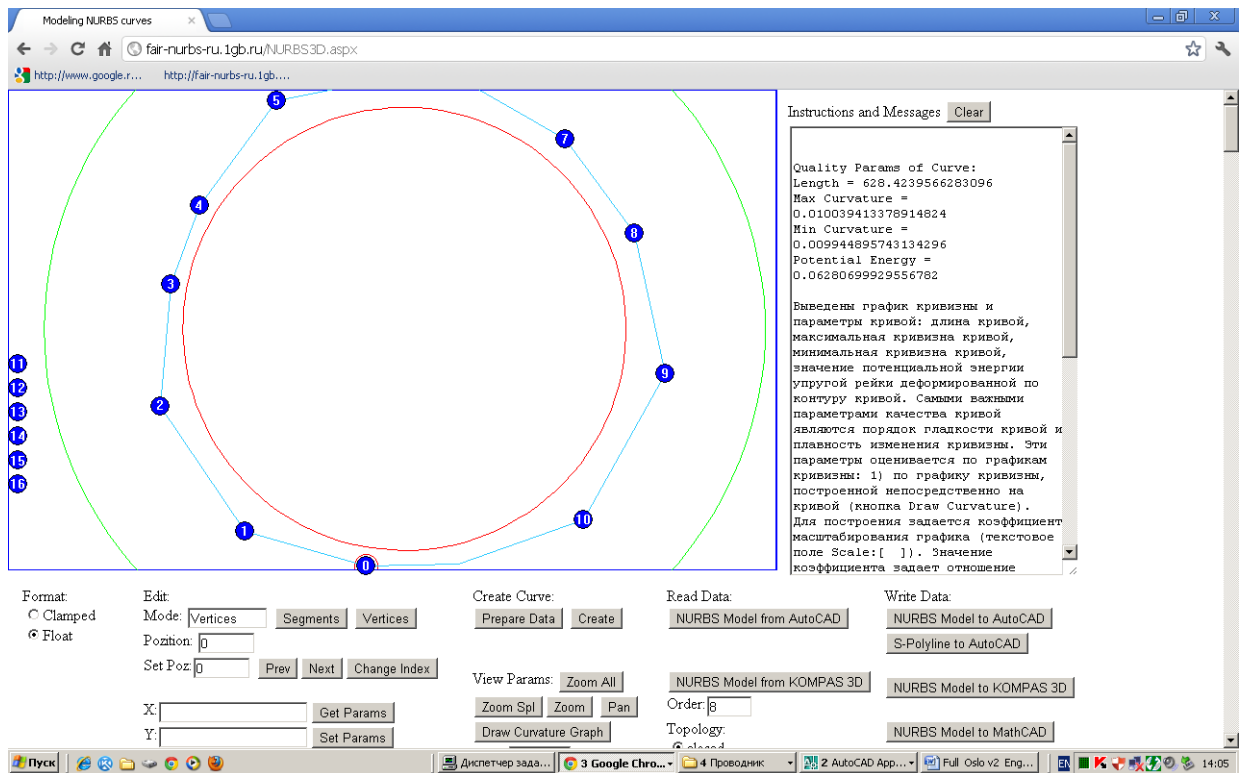 Modeling NURBS curves
fair-nurbs-ru.1gb.ru/NURBS3D.aspx
http://www.google.r... http://fair-nurbs-ru.1gb....
5
7
4
8
3
11
9
12
2
13
14
15
16
10
1
0
Instructions and Messages Clear
Quality Params of Curve:
Length = 628.4239566283096
Max Curvature =
0.010039413378914824
Min Curvature =
0.009944895743134296
Potential Energy =
0.06280699929556782
Выведены график кривизны и
параметры кривой: длина кривой,
максимальная кривизна кривой,
минимальная кривизна кривой,
значение потенциальной энергии
упругой рейки деформированной по
контуру кривой. Самыми важными
параметрами качества кривой
являются порядок гладкости кривой и
плавность изменения кривизны. Эти
параметры оценивается по графикам
кривизны: 1) по графику кривизны,
построенной непосредственно на
кривой (кнопка Draw Curvature).
Для построения задается коэффициент
масштабирования графика (текстовое
поле Scale:[ ]). Значение
коэффициента задает отношение
Format: Edit: Create Curve: Read Data: Write Data:
Clamped Mode: Vertices Segments Vertices Prepare Data Create NURBS Model from AutoCAD NURBS Model to AutoCAD
Float Pozition: 0 S-Polyline to AutoCAD
Set Poz: 0 Prev Next Change Index
View Params: Zoom All NURBS Model from KOMPAS 3D NURBS Model to KOMPAS 3D
X: Get Params Zoom Spl Zoom Pan Order: 8
Y: Set Params Draw Curvature Graph Topology: NURBS Model to MathCAD
closed
Пуск Диспетчер зада... 3 Google Chro... 4 Проводник 2 AutoCAD App... Full Oslo v2 Eng... EN 14:05